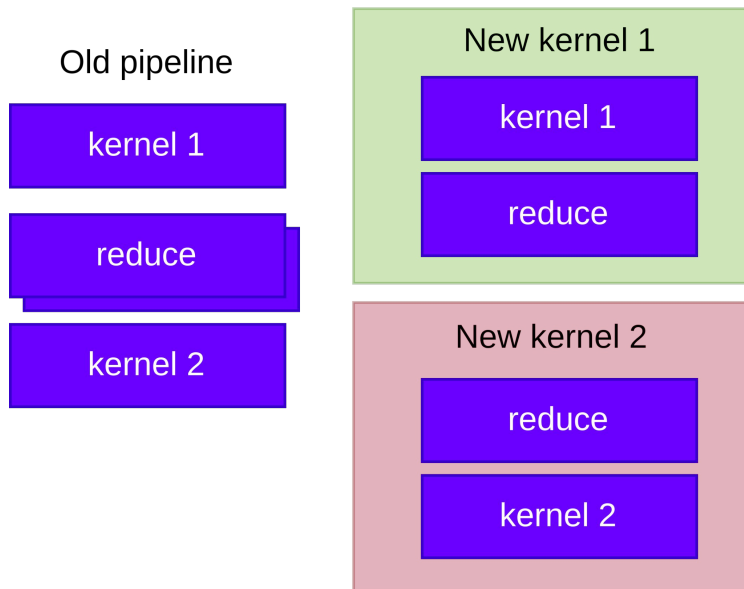 Old pipeline
kernel 1
reduce
kernel 2
New kernel 1
kernel 1
reduce
New kernel 2
reduce
kernel 2